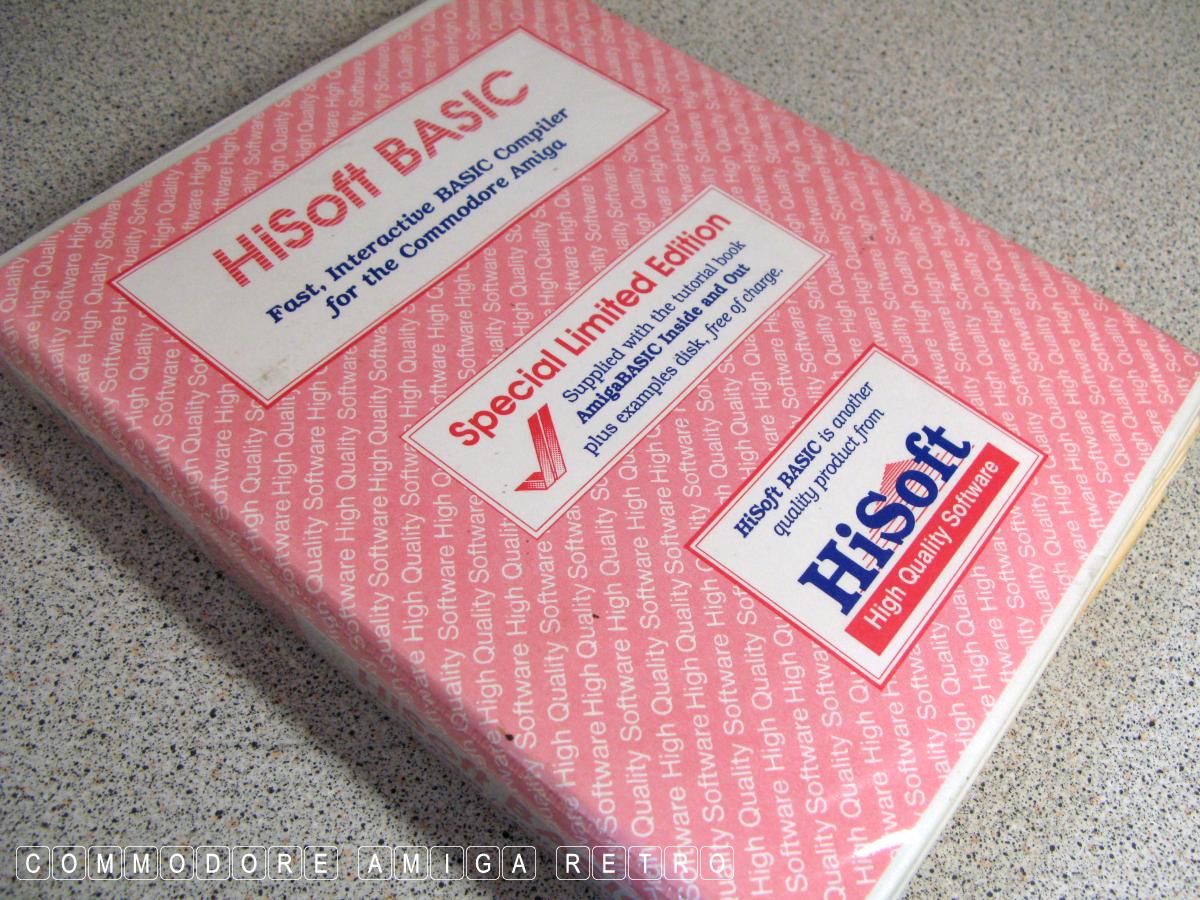 HiSoft BASIC
Fast, Interactive BASIC Compiler
for the Commodore Amiga
Special Limited Edition
Supplied with the tutorial book
AmigaBASIC Inside and Out
plus examples disk, free of charge.
HiSoft BASIC is another
quality product from
HiSoft
High Quality Software
COMMODORE AMIGA RETRO